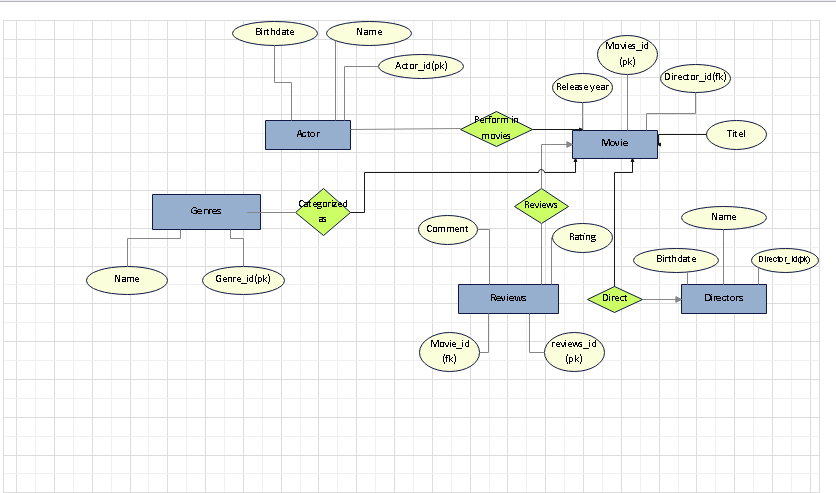 Birthdate
Name
Actor_id(pk)
Movies_id
(pk)
Director_id(fk)
Release year
Actor
Perform in
movies
Movie
Titel
Genres
Categorized
as
Reviews
Comment
Rating
Name
Birthdate
Director_id(pk)
Name
Genre_id(pk)
Reviews
Direct
Directors
Movie_id
(fk)
reviews_id
(pk)